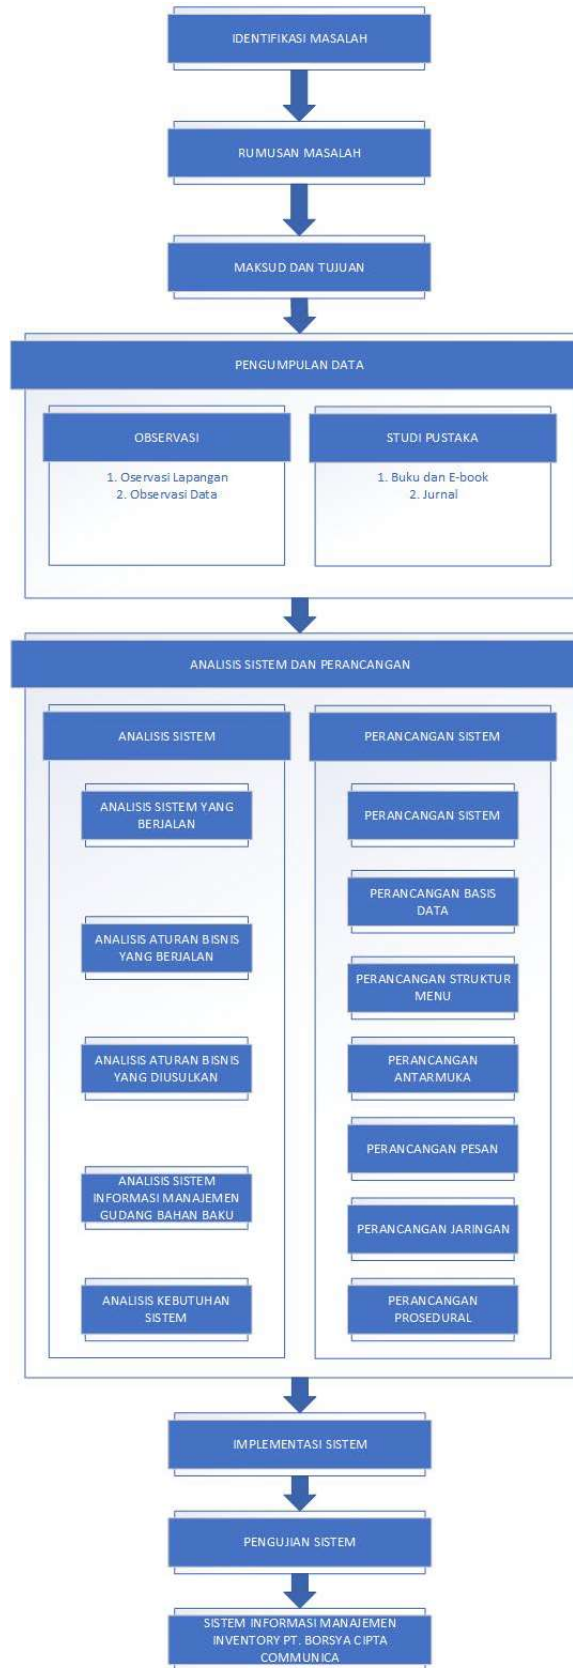 IDENTIFIKASI MASALAH
RUMUSAN MASALAH
MAKSUD DAN TUJUAN
PENGUMPULAN DATA
OBSERVASI
1. Oservasi Lapangan
2. Observasi Data
STUDI PUSTAKA
1. Buku dan E-book
2. Jurnal
ANALISIS SISTEM DAN PERANCANGAN
ANALISIS SISTEM
ANALISIS SISTEM YANG
BERJALAN
ANALISIS ATURAN BISNIS
YANG BERJALAN
ANALISIS ATURAN BISNIS
YANG DIUSULKAN
ANALISIS SISTEM
INFORMASI MANAJEMEN
GUDANG BAHAN BAKU
ANALISIS KEBUTUHAN
SISTEM
PERANCANGAN SISTEM
PERANCANGAN SISTEM
PERANCANGAN BASIS
DATA
PERANCANGAN STRUKTUR
MENU
PERANCANGAN
ANTARMUKA
PERANCANGAN PESAN
PERANCANGAN JARINGAN
PERANCANGAN
PROSEDURAL
IMPLEMENTASI SISTEM
PENGUJIAN SISTEM
SISTEM INFORMASI MANAJEMEN
INVENTORY PT. BORSYA CIPTA
COMMUNICA